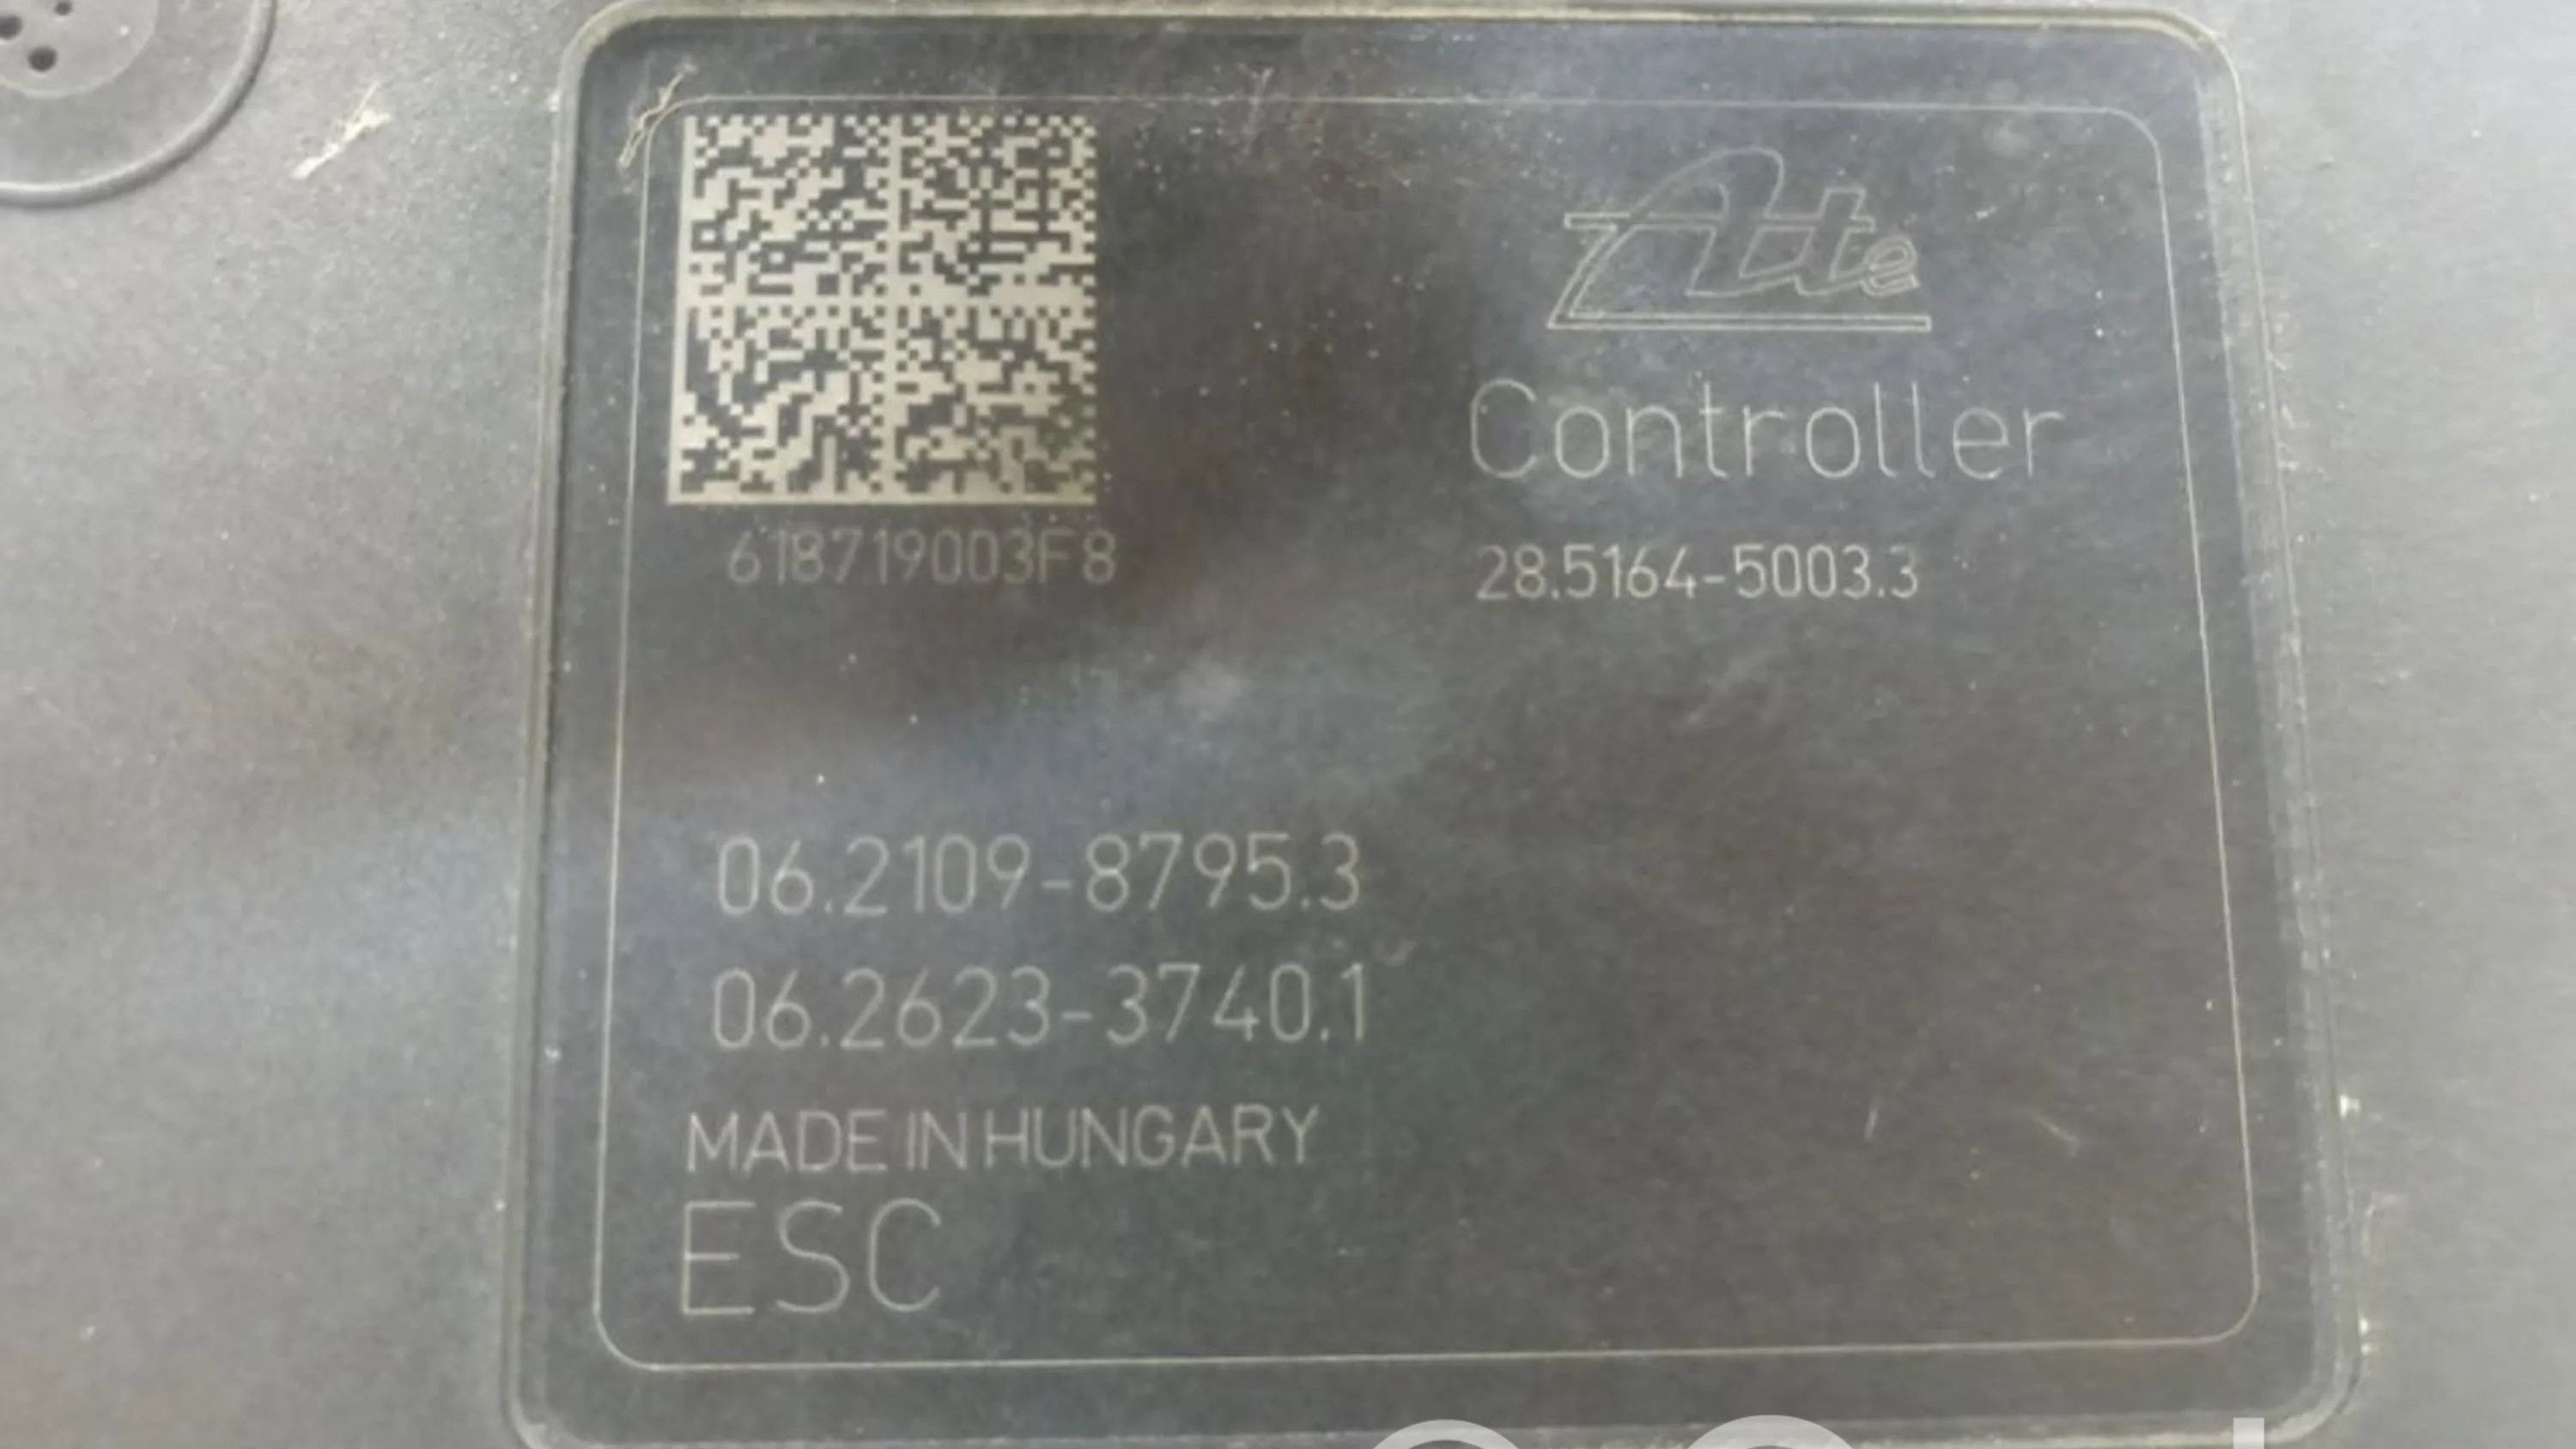 Ate
Controller
618719003F8
28.5164-5003.3
06.2109-8795.3
06.2623-3740.1
MADE IN HUNGARY
ESC